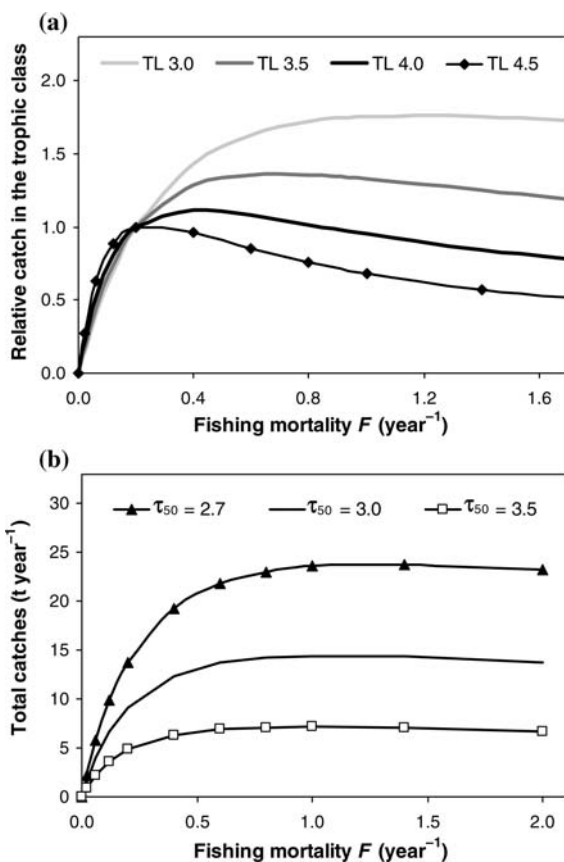 (a)
TL 3.0 TL 3.5 TL 4.0 TL 4.5
Relative catch in the trophic class
2.0
1.5
1.0
0.5
0.0
0.0 0.4 0.8 1.2 1.6
Fishing mortality F (year⁻¹)
(b)
τ₅₀ = 2.7 τ₅₀ = 3.0 τ₅₀ = 3.5
Total catches (t year⁻¹)
30
25
20
15
10
5
0
0.0 0.5 1.0 1.5 2.0
Fishing mortality F (year⁻¹)